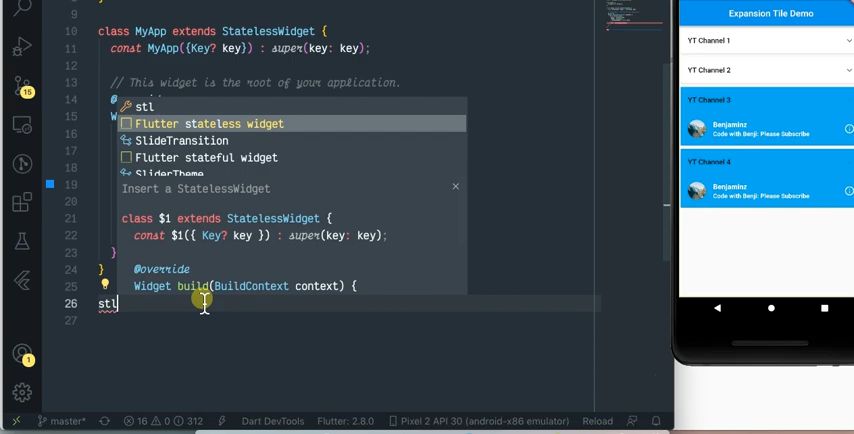 9
10 class MyApp extends StatelessWidget {
11 const MyApp({Key? key}) : super(key: key);
12
13 // This widget is the root of your application.
14 @
15 W
16
17
18
19
20
21
22
23 }
24 }
25
26 stl
27
stl
Flutter stateless widget
SlideTransition
Flutter stateful widget
SliderTheme
Insert a StatelessWidget
class $1 extends StatelessWidget {
const $1({ Key? key }) : super(key: key);
@override
Widget build(BuildContext context) {
15
1
master*
16 0 312
Dart DevTools
Flutter: 2.8.0
Pixel 2 API 30 (android-x86 emulator)
Reload
Expansion Tile Demo
YT Channel 1
YT Channel 2
YT Channel 3
Benjaminz
Code with Benji: Please Subscribe
YT Channel 4
Benjaminz
Code with Benji: Please Subscribe